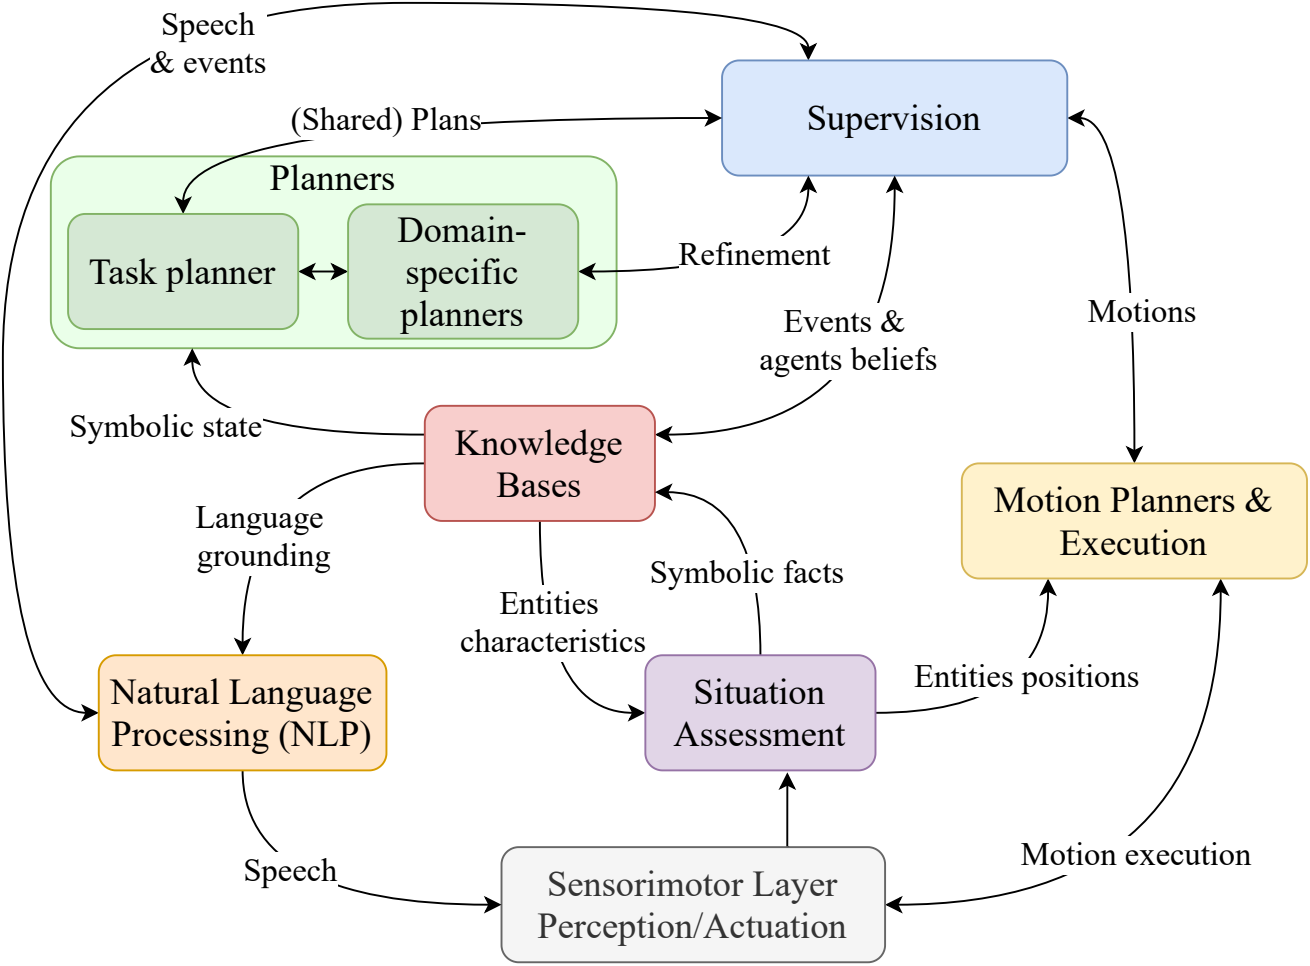 Speech
& events
Supervision
(Shared) Plans
Planners
Task planner
Domain-
specific
planners
Refinement
Events &
agents beliefs
Motions
Symbolic state
Knowledge
Bases
Motion Planners &
Execution
Language
grounding
Symbolic facts
Entities
characteristics
Natural Language
Processing (NLP)
Situation
Assessment
Entities positions
Speech
Motion execution
Sensorimotor Layer
Perception/Actuation